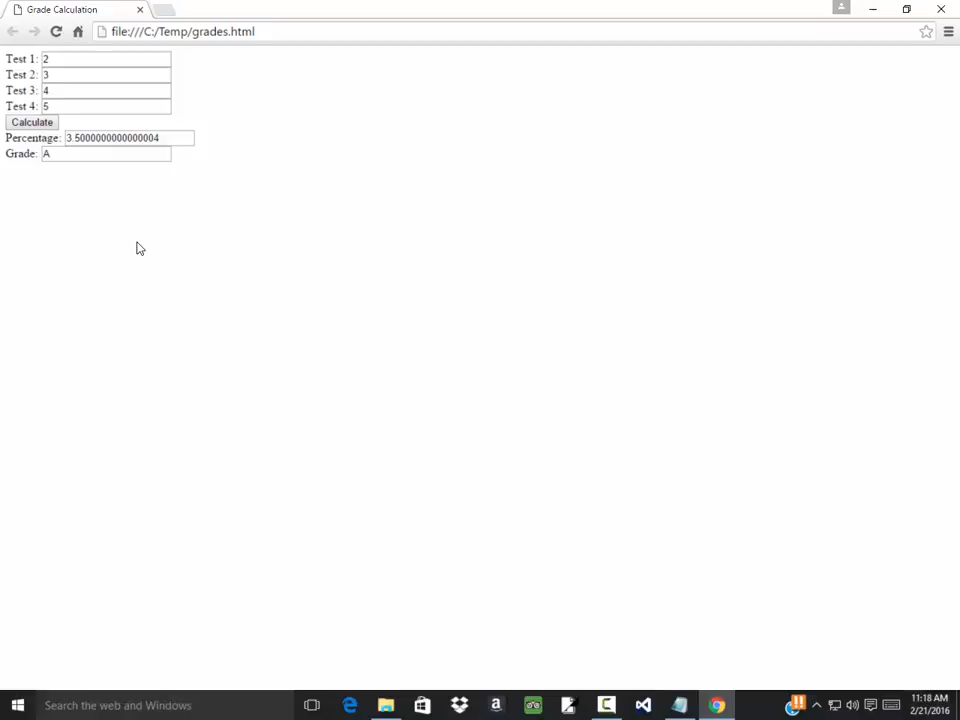 Grade Calculation
file:///C:/Temp/grades.html
Test 1: 2
Test 2: 3
Test 3: 4
Test 4: 5
Calculate
Percentage: 3.5000000000000004
Grade: A
Search the web and Windows
11:18 AM
2/21/2016